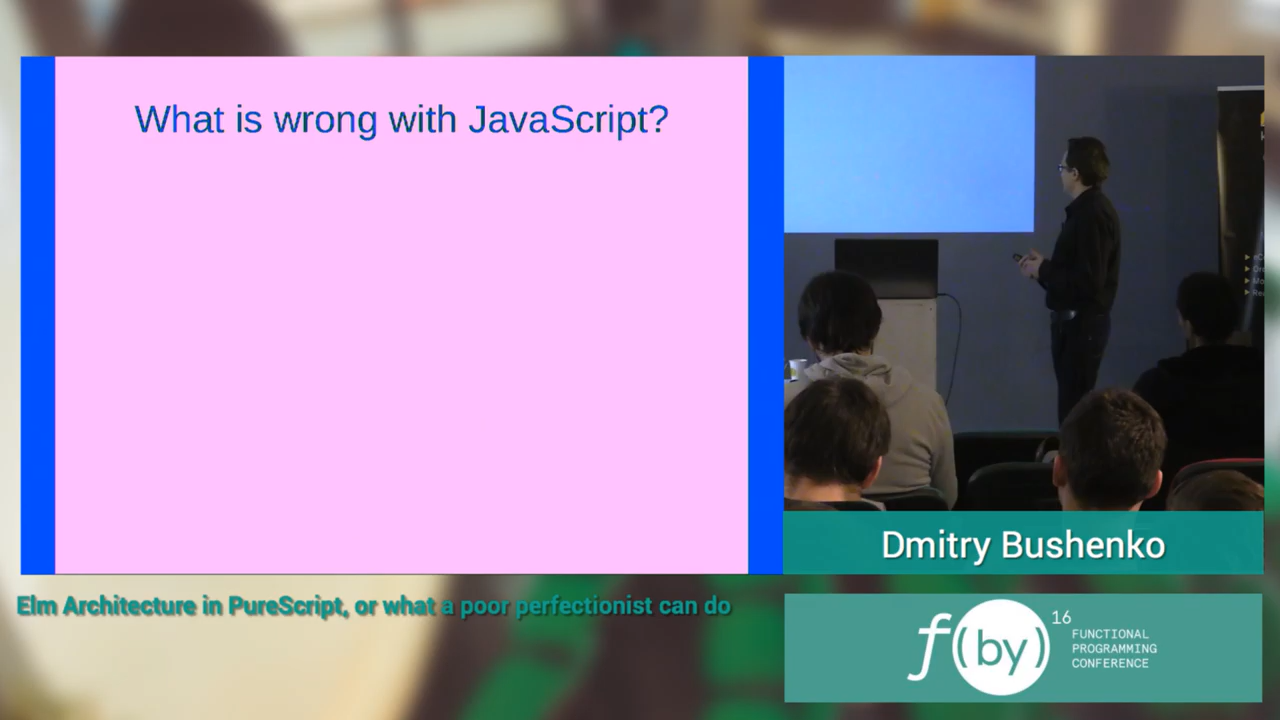 What is wrong with JavaScript?
Dmitry Bushenko
Elm Architecture in PureScript, or what a poor perfectionist can do
f(by) 16
FUNCTIONAL
PROGRAMMING
CONFERENCE